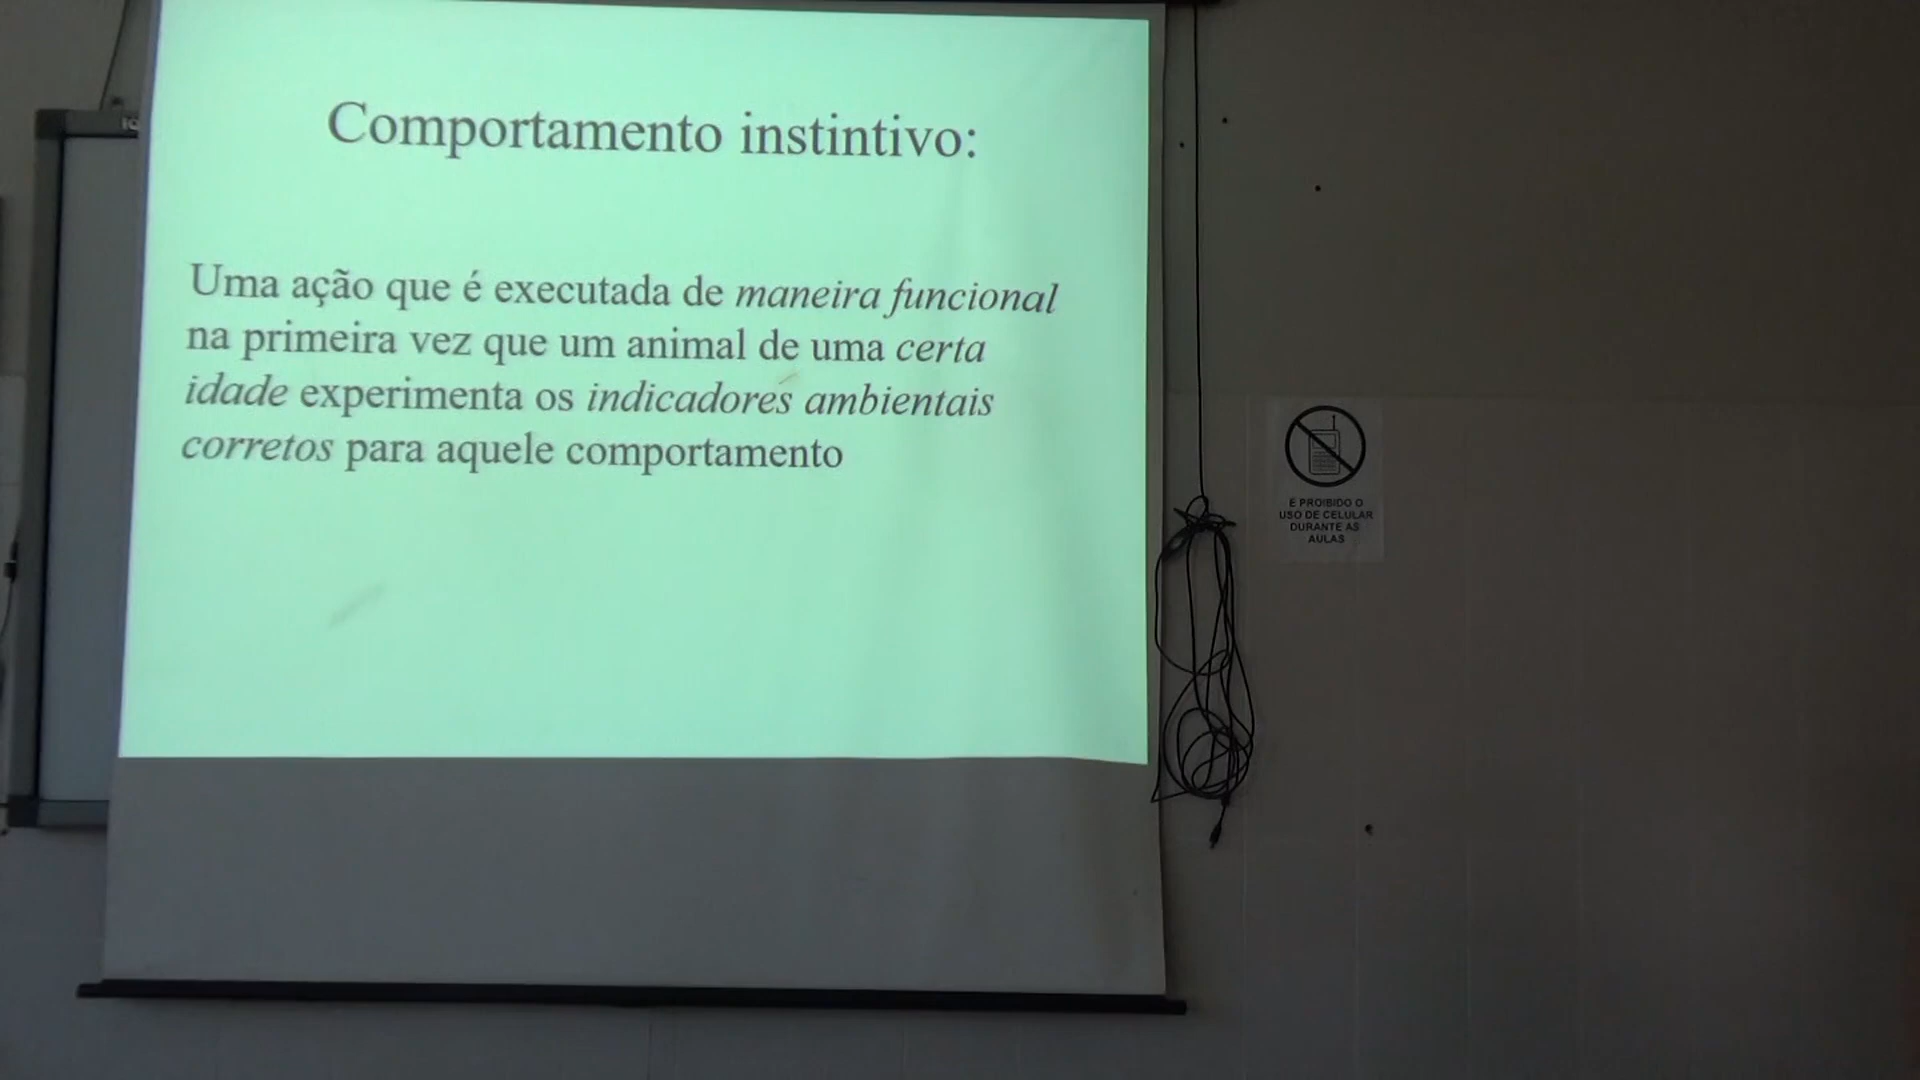 Comportamento instintivo:
Uma ação que é executada de maneira funcional
na primeira vez que um animal de uma certa
idade experimenta os indicadores ambientais
corretos para aquele comportamento
É PROIBIDO O
USO DE CELULAR
DURANTE AS
AULAS